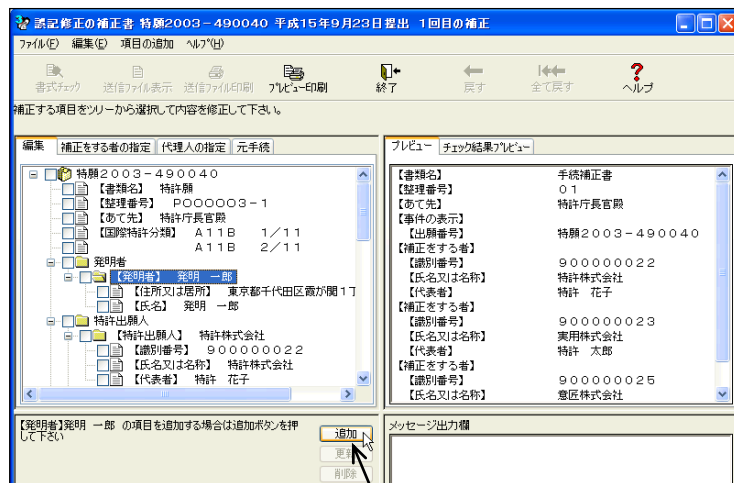 誤記修正の補正書 特願2003-490040 平成15年9月23日提出 1回目の補正
ファイル(F) 編集(E) 項目の追加 ヘルプ(H)
書式チェック 送信ファイル表示 送信ファイル印刷 プレビュー印刷 終了 戻す 全て戻す ヘルプ
補正する項目をツリーから選択して内容を修正して下さい。
編集 補正をする者の指定 代理人の指定 元手続
特願2003-490040
【書類名】 特許願
【整理番号】 P000003-1
【あて先】 特許庁長官殿
【国際特許分類】 A11B 1/11
A11B 2/11
発明者
【発明者】 発明 一郎
【住所又は居所】 東京都千代田区霞が関1丁
【氏名】 発明 一郎
特許出願人
【特許出願人】 特許株式会社
【識別番号】 900000022
【氏名又は名称】 特許株式会社
【代表者】 特許 花子
プレビュー チェック結果プレビュー
【書類名】 手続補正書
【整理番号】 01
【あて先】 特許庁長官殿
【事件の表示】
【出願番号】 特願2003-490040
【補正をする者】
【識別番号】 900000022
【氏名又は名称】 特許株式会社
【代表者】 特許 花子
【補正をする者】
【識別番号】 900000023
【氏名又は名称】 実用株式会社
【代表者】 特許 太郎
【補正をする者】
【識別番号】 900000025
【氏名又は名称】 意匠株式会社
【発明者】発明 一郎 の項目を追加する場合は追加ボタンを押
して下さい
追加
更新
削除
メッセージ出力欄